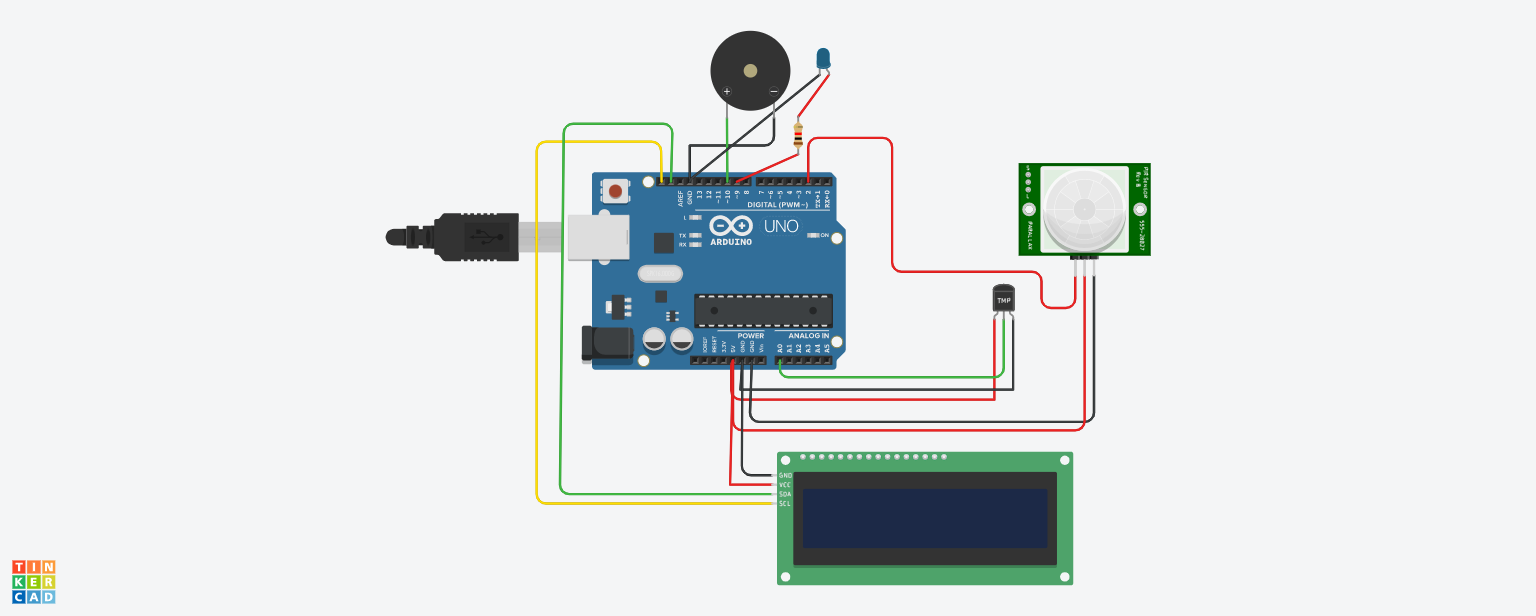 + −
AREF
GND
13
12
~11
~10
~9
8
7
~6
~5
4
~3
2
TX→1
RX←0
DIGITAL (PWM~)
L
TX
RX
ON
UNO
ARDUINO
PIR Sensor
Rev B
PARALLAX
555-28027
TMP
POWER
ANALOG IN
IOREF
RESET
3.3V
5V
GND
GND
Vin
A0
A1
A2
A3
A4
A5
GND
VCC
SDA
SCL
TIN
KER
CAD